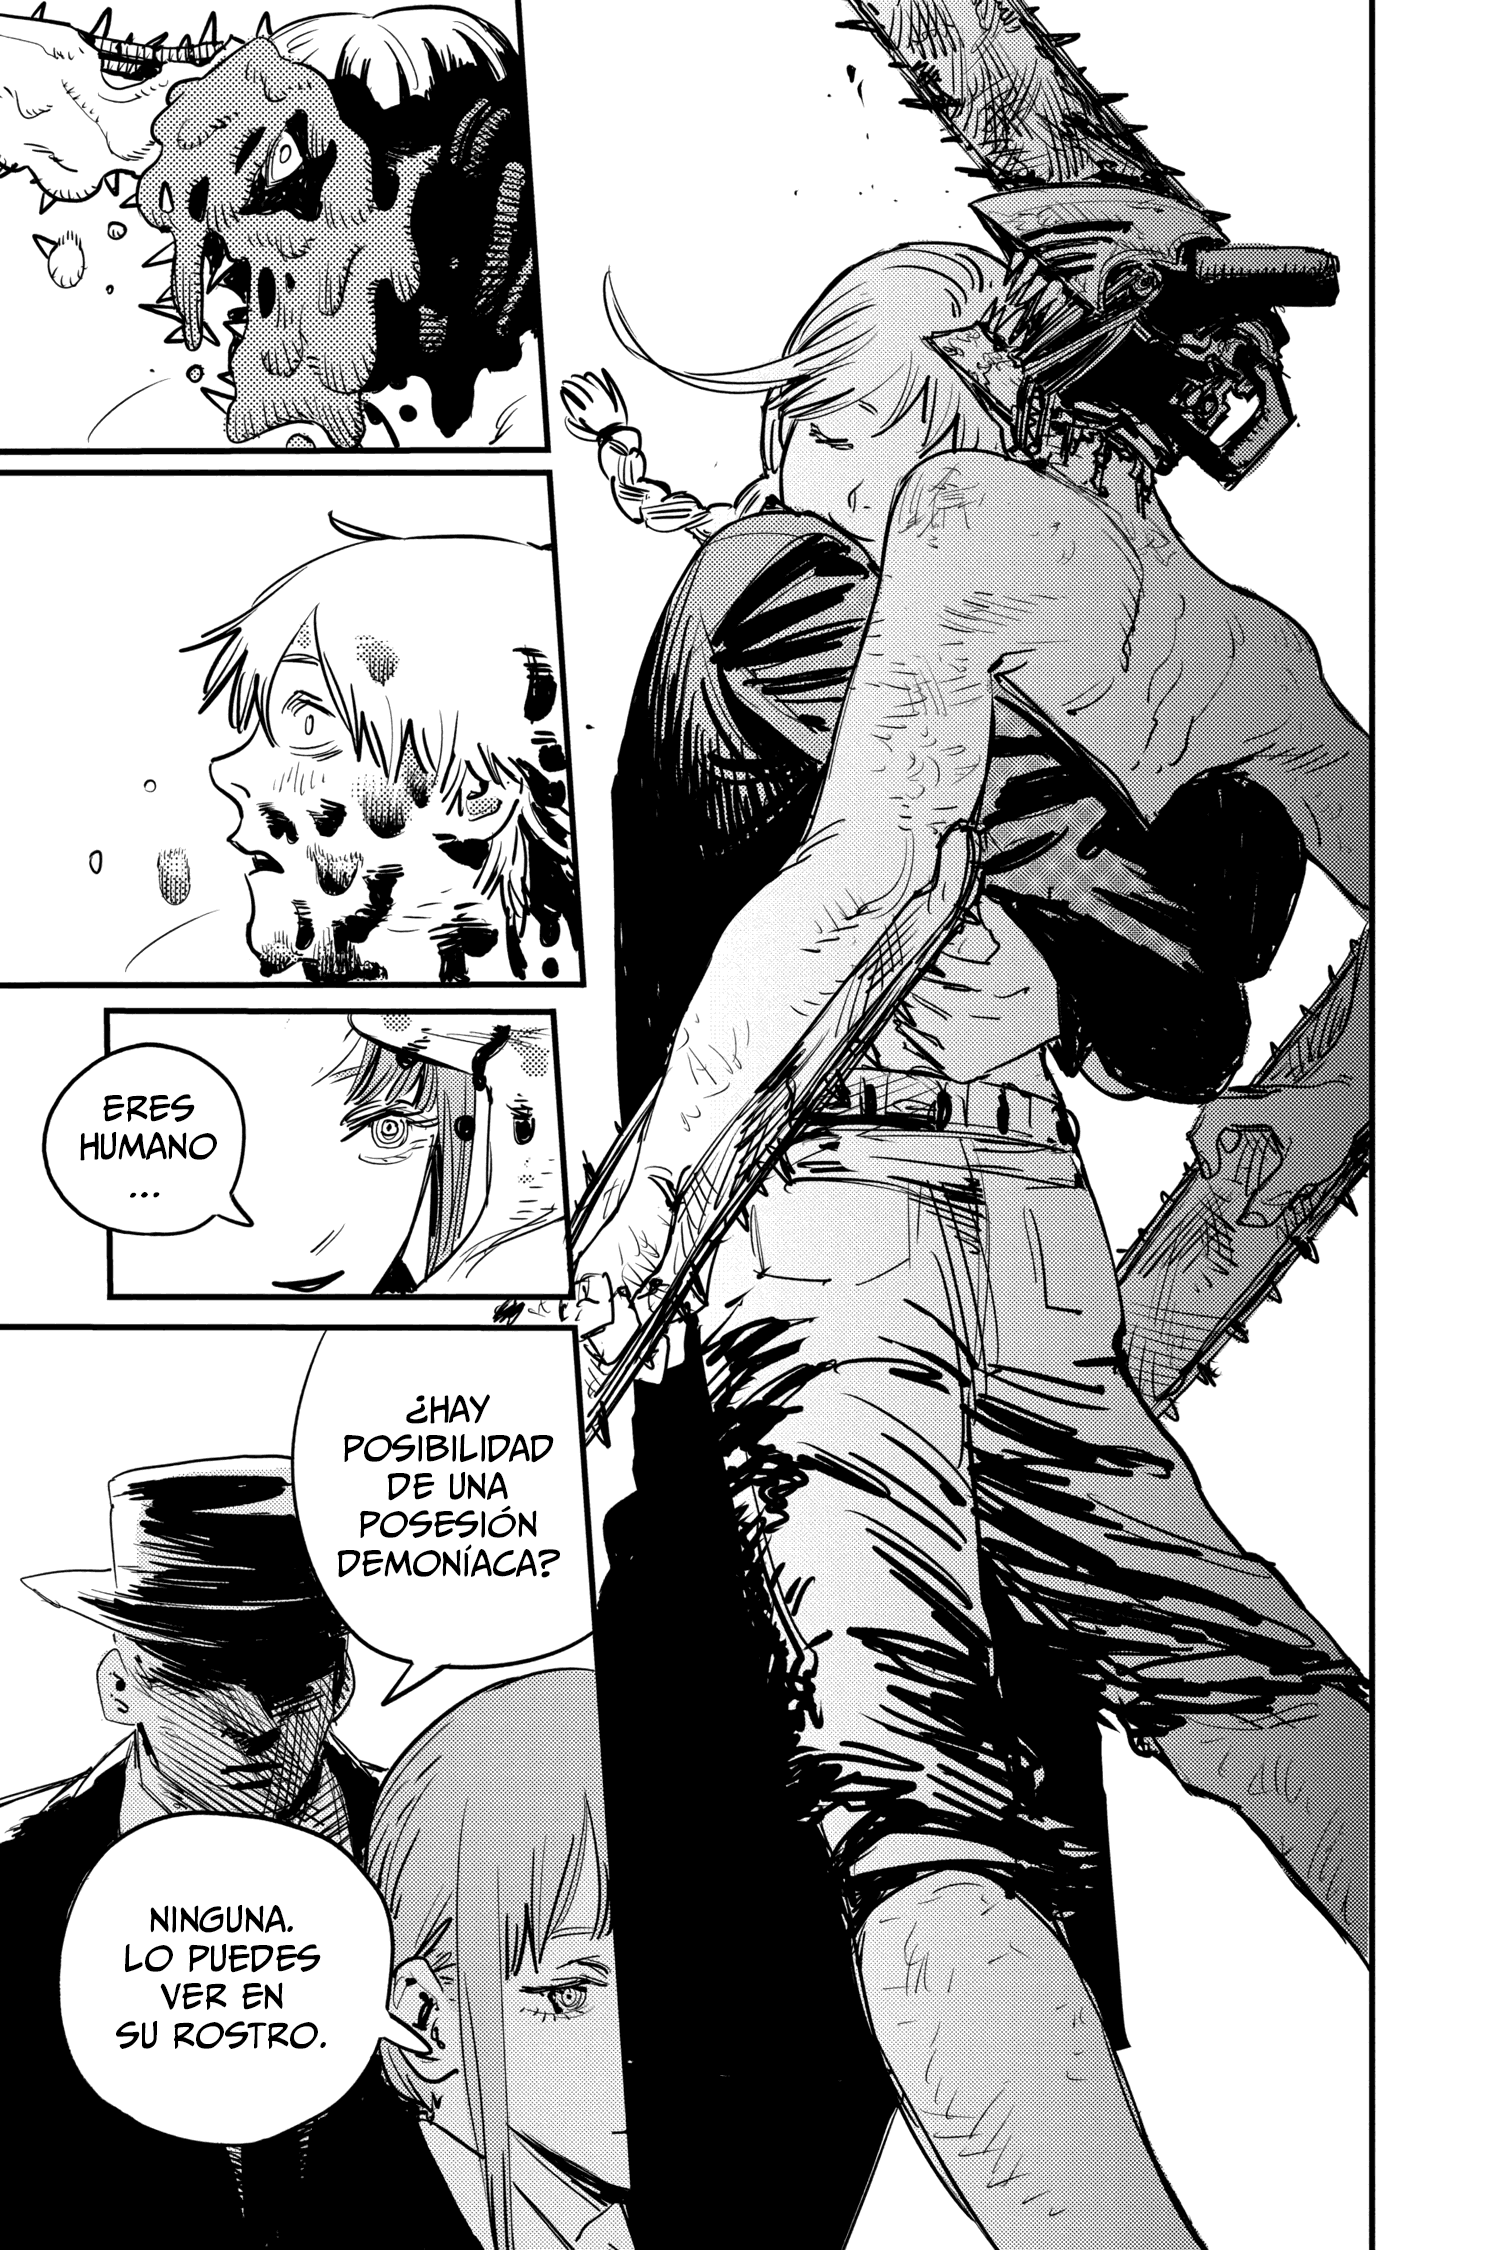 ERES
HUMANO
...
¿HAY
POSIBILIDAD
DE UNA
POSESIÓN
DEMONÍACA?
NINGUNA.
LO PUEDES
VER EN
SU ROSTRO.